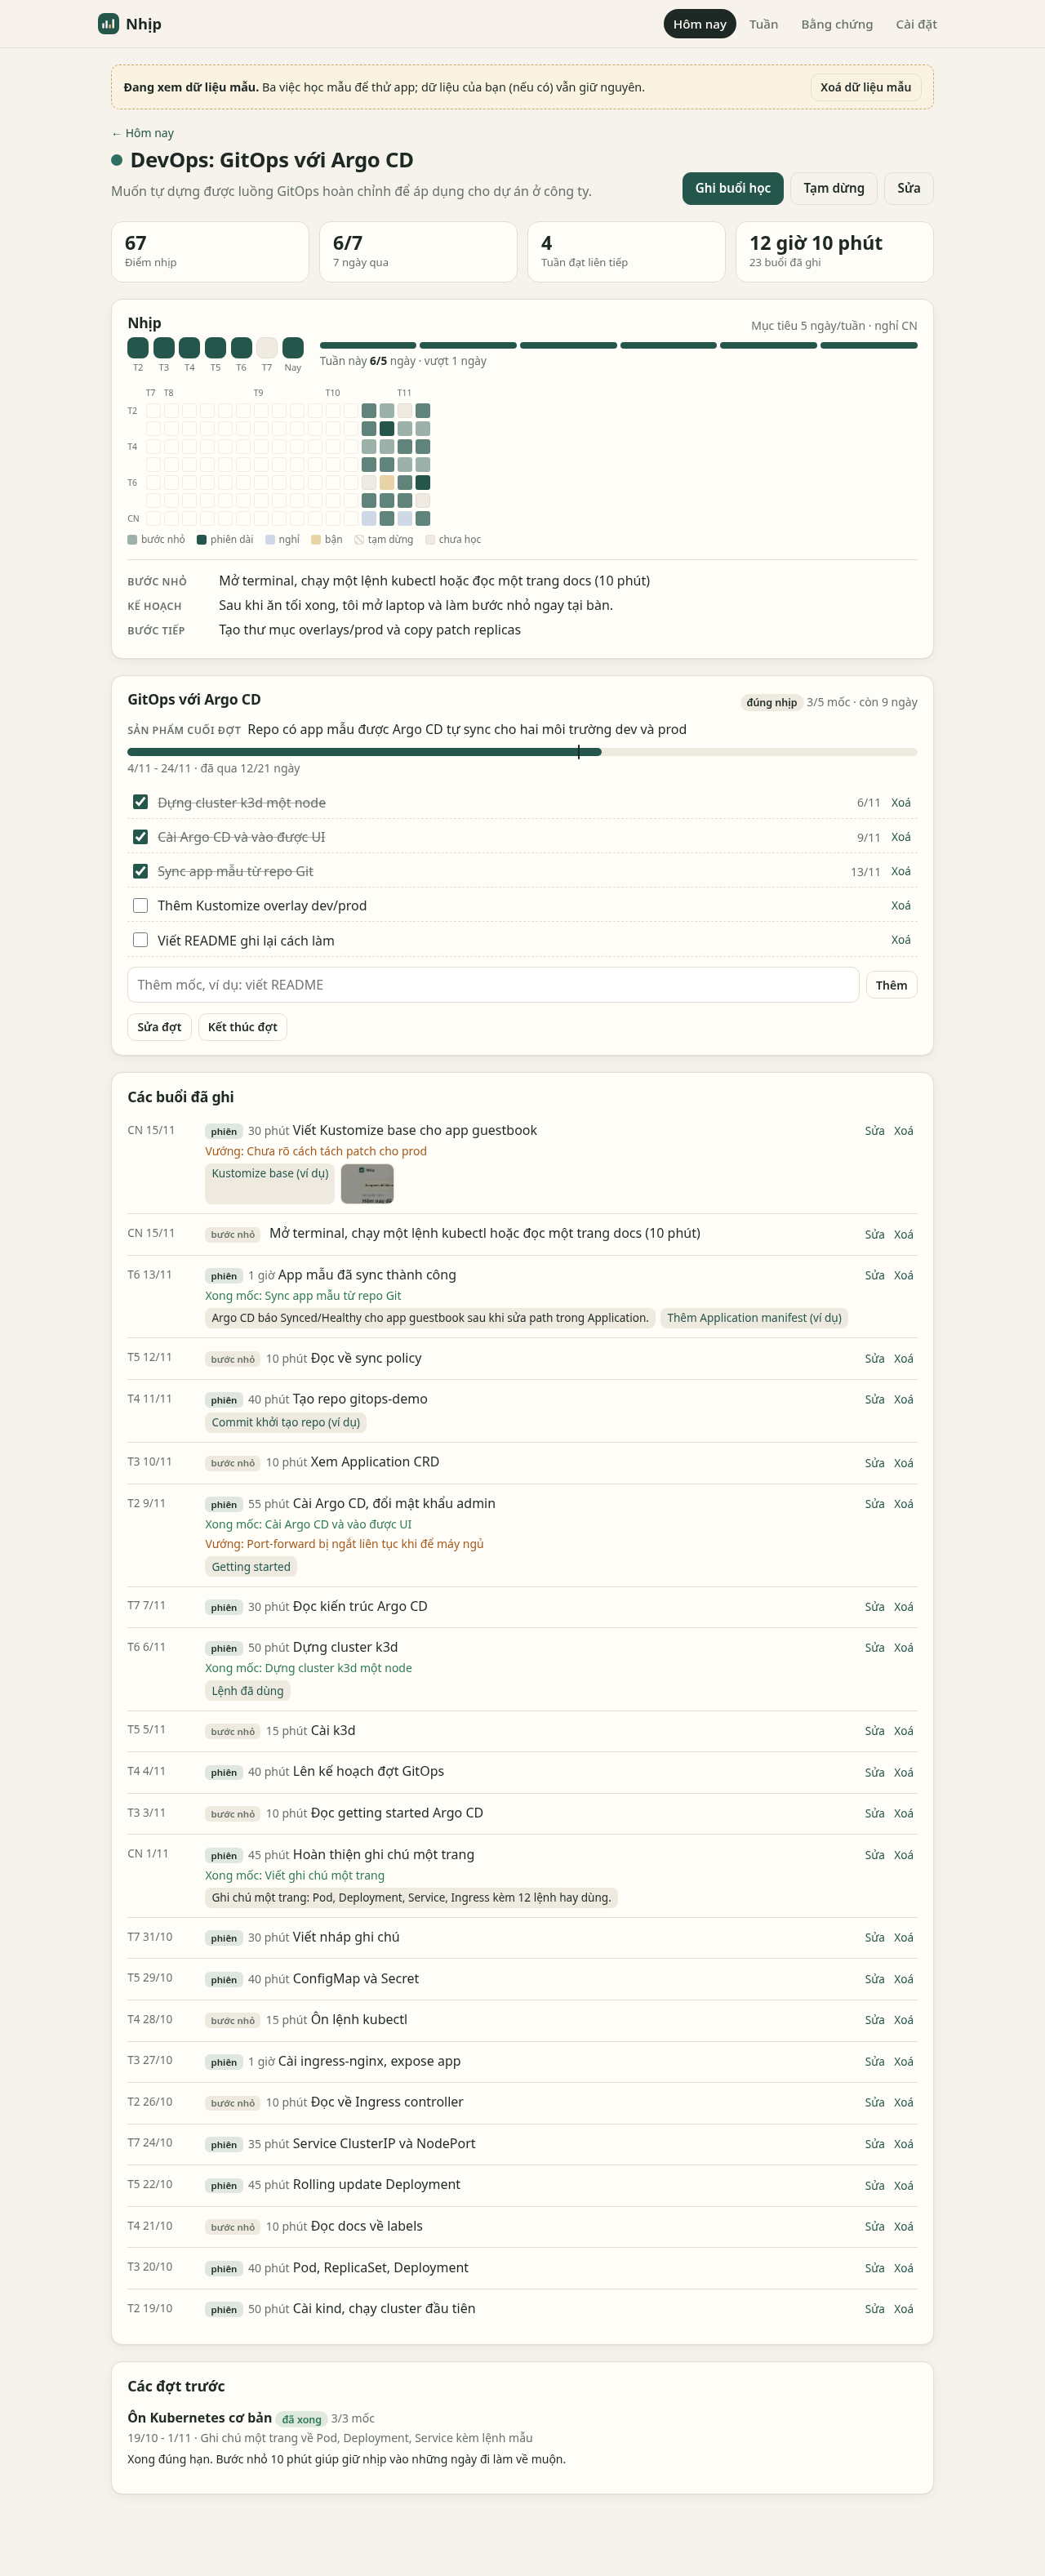 Nhịp
Hôm nay Tuần Bằng chứng Cài đặt
Đang xem dữ liệu mẫu. Ba việc học mẫu để thử app; dữ liệu của bạn (nếu có) vẫn giữ nguyên.
Xoá dữ liệu mẫu
← Hôm nay
DevOps: GitOps với Argo CD
Muốn tự dựng được luồng GitOps hoàn chỉnh để áp dụng cho dự án ở công ty.
Ghi buổi học Tạm dừng Sửa
67
Điểm nhịp
6/7
7 ngày qua
4
Tuần đạt liên tiếp
12 giờ 10 phút
23 buổi đã ghi
Nhịp
Mục tiêu 5 ngày/tuần · nghỉ CN
T2 T3 T4 T5 T6 T7 Nay
Tuần này 6/5 ngày · vượt 1 ngày
T7 T8 T9 T10 T11
T2
T4
T6
CN
bước nhỏ phiên dài nghỉ bận tạm dừng chưa học
BƯỚC NHỎ Mở terminal, chạy một lệnh kubectl hoặc đọc một trang docs (10 phút)
KẾ HOẠCH Sau khi ăn tối xong, tôi mở laptop và làm bước nhỏ ngay tại bàn.
BƯỚC TIẾP Tạo thư mục overlays/prod và copy patch replicas
GitOps với Argo CD
đúng nhịp 3/5 mốc · còn 9 ngày
SẢN PHẨM CUỐI ĐỢT Repo có app mẫu được Argo CD tự sync cho hai môi trường dev và prod
4/11 - 24/11 · đã qua 12/21 ngày
Dựng cluster k3d một node 6/11 Xoá
Cài Argo CD và vào được UI 9/11 Xoá
Sync app mẫu từ repo Git 13/11 Xoá
Thêm Kustomize overlay dev/prod Xoá
Viết README ghi lại cách làm Xoá
Thêm mốc, ví dụ: viết README Thêm
Sửa đợt Kết thúc đợt
Các buổi đã ghi
CN 15/11 phiên 30 phút Viết Kustomize base cho app guestbook Sửa Xoá
Vướng: Chưa rõ cách tách patch cho prod
Kustomize base (ví dụ)
CN 15/11 bước nhỏ Mở terminal, chạy một lệnh kubectl hoặc đọc một trang docs (10 phút) Sửa Xoá
T6 13/11 phiên 1 giờ App mẫu đã sync thành công Sửa Xoá
Xong mốc: Sync app mẫu từ repo Git
Argo CD báo Synced/Healthy cho app guestbook sau khi sửa path trong Application. Thêm Application manifest (ví dụ)
T5 12/11 bước nhỏ 10 phút Đọc về sync policy Sửa Xoá
T4 11/11 phiên 40 phút Tạo repo gitops-demo Sửa Xoá
Commit khởi tạo repo (ví dụ)
T3 10/11 bước nhỏ 10 phút Xem Application CRD Sửa Xoá
T2 9/11 phiên 55 phút Cài Argo CD, đổi mật khẩu admin Sửa Xoá
Xong mốc: Cài Argo CD và vào được UI
Vướng: Port-forward bị ngắt liên tục khi để máy ngủ
Getting started
T7 7/11 phiên 30 phút Đọc kiến trúc Argo CD Sửa Xoá
T6 6/11 phiên 50 phút Dựng cluster k3d Sửa Xoá
Xong mốc: Dựng cluster k3d một node
Lệnh đã dùng
T5 5/11 bước nhỏ 15 phút Cài k3d Sửa Xoá
T4 4/11 phiên 40 phút Lên kế hoạch đợt GitOps Sửa Xoá
T3 3/11 bước nhỏ 10 phút Đọc getting started Argo CD Sửa Xoá
CN 1/11 phiên 45 phút Hoàn thiện ghi chú một trang Sửa Xoá
Xong mốc: Viết ghi chú một trang
Ghi chú một trang: Pod, Deployment, Service, Ingress kèm 12 lệnh hay dùng.
T7 31/10 phiên 30 phút Viết nháp ghi chú Sửa Xoá
T5 29/10 phiên 40 phút ConfigMap và Secret Sửa Xoá
T4 28/10 bước nhỏ 15 phút Ôn lệnh kubectl Sửa Xoá
T3 27/10 phiên 1 giờ Cài ingress-nginx, expose app Sửa Xoá
T2 26/10 bước nhỏ 10 phút Đọc về Ingress controller Sửa Xoá
T7 24/10 phiên 35 phút Service ClusterIP và NodePort Sửa Xoá
T5 22/10 phiên 45 phút Rolling update Deployment Sửa Xoá
T4 21/10 bước nhỏ 10 phút Đọc docs về labels Sửa Xoá
T3 20/10 phiên 40 phút Pod, ReplicaSet, Deployment Sửa Xoá
T2 19/10 phiên 50 phút Cài kind, chạy cluster đầu tiên Sửa Xoá
Các đợt trước
Ôn Kubernetes cơ bản đã xong 3/3 mốc
19/10 - 1/11 · Ghi chú một trang về Pod, Deployment, Service kèm lệnh mẫu
Xong đúng hạn. Bước nhỏ 10 phút giúp giữ nhịp vào những ngày đi làm về muộn.